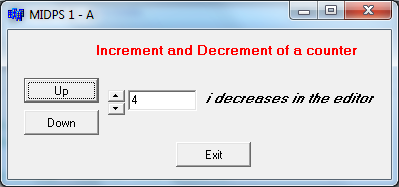 MIDPS 1 - A
Increment and Decrement of a counter
Up
4
i decreases in the editor
Down
Exit